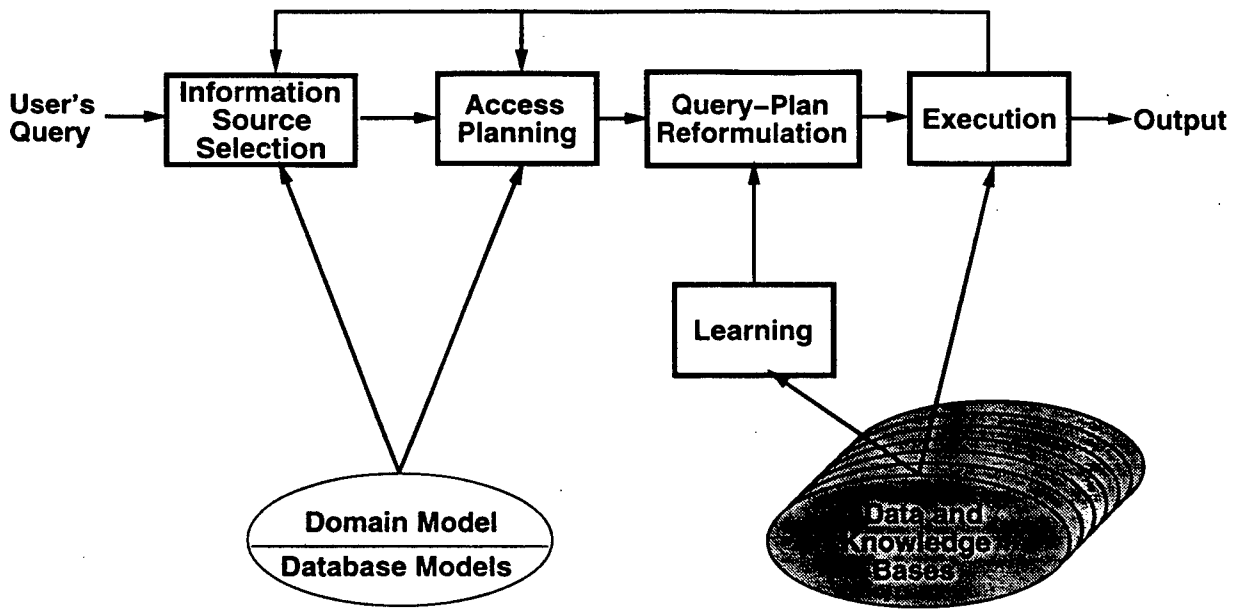 User's
Query
Information
Source
Selection
Access
Planning
Query–Plan
Reformulation
Execution
Output
Learning
Domain Model
Database Models
Data and
Knowledge
Bases